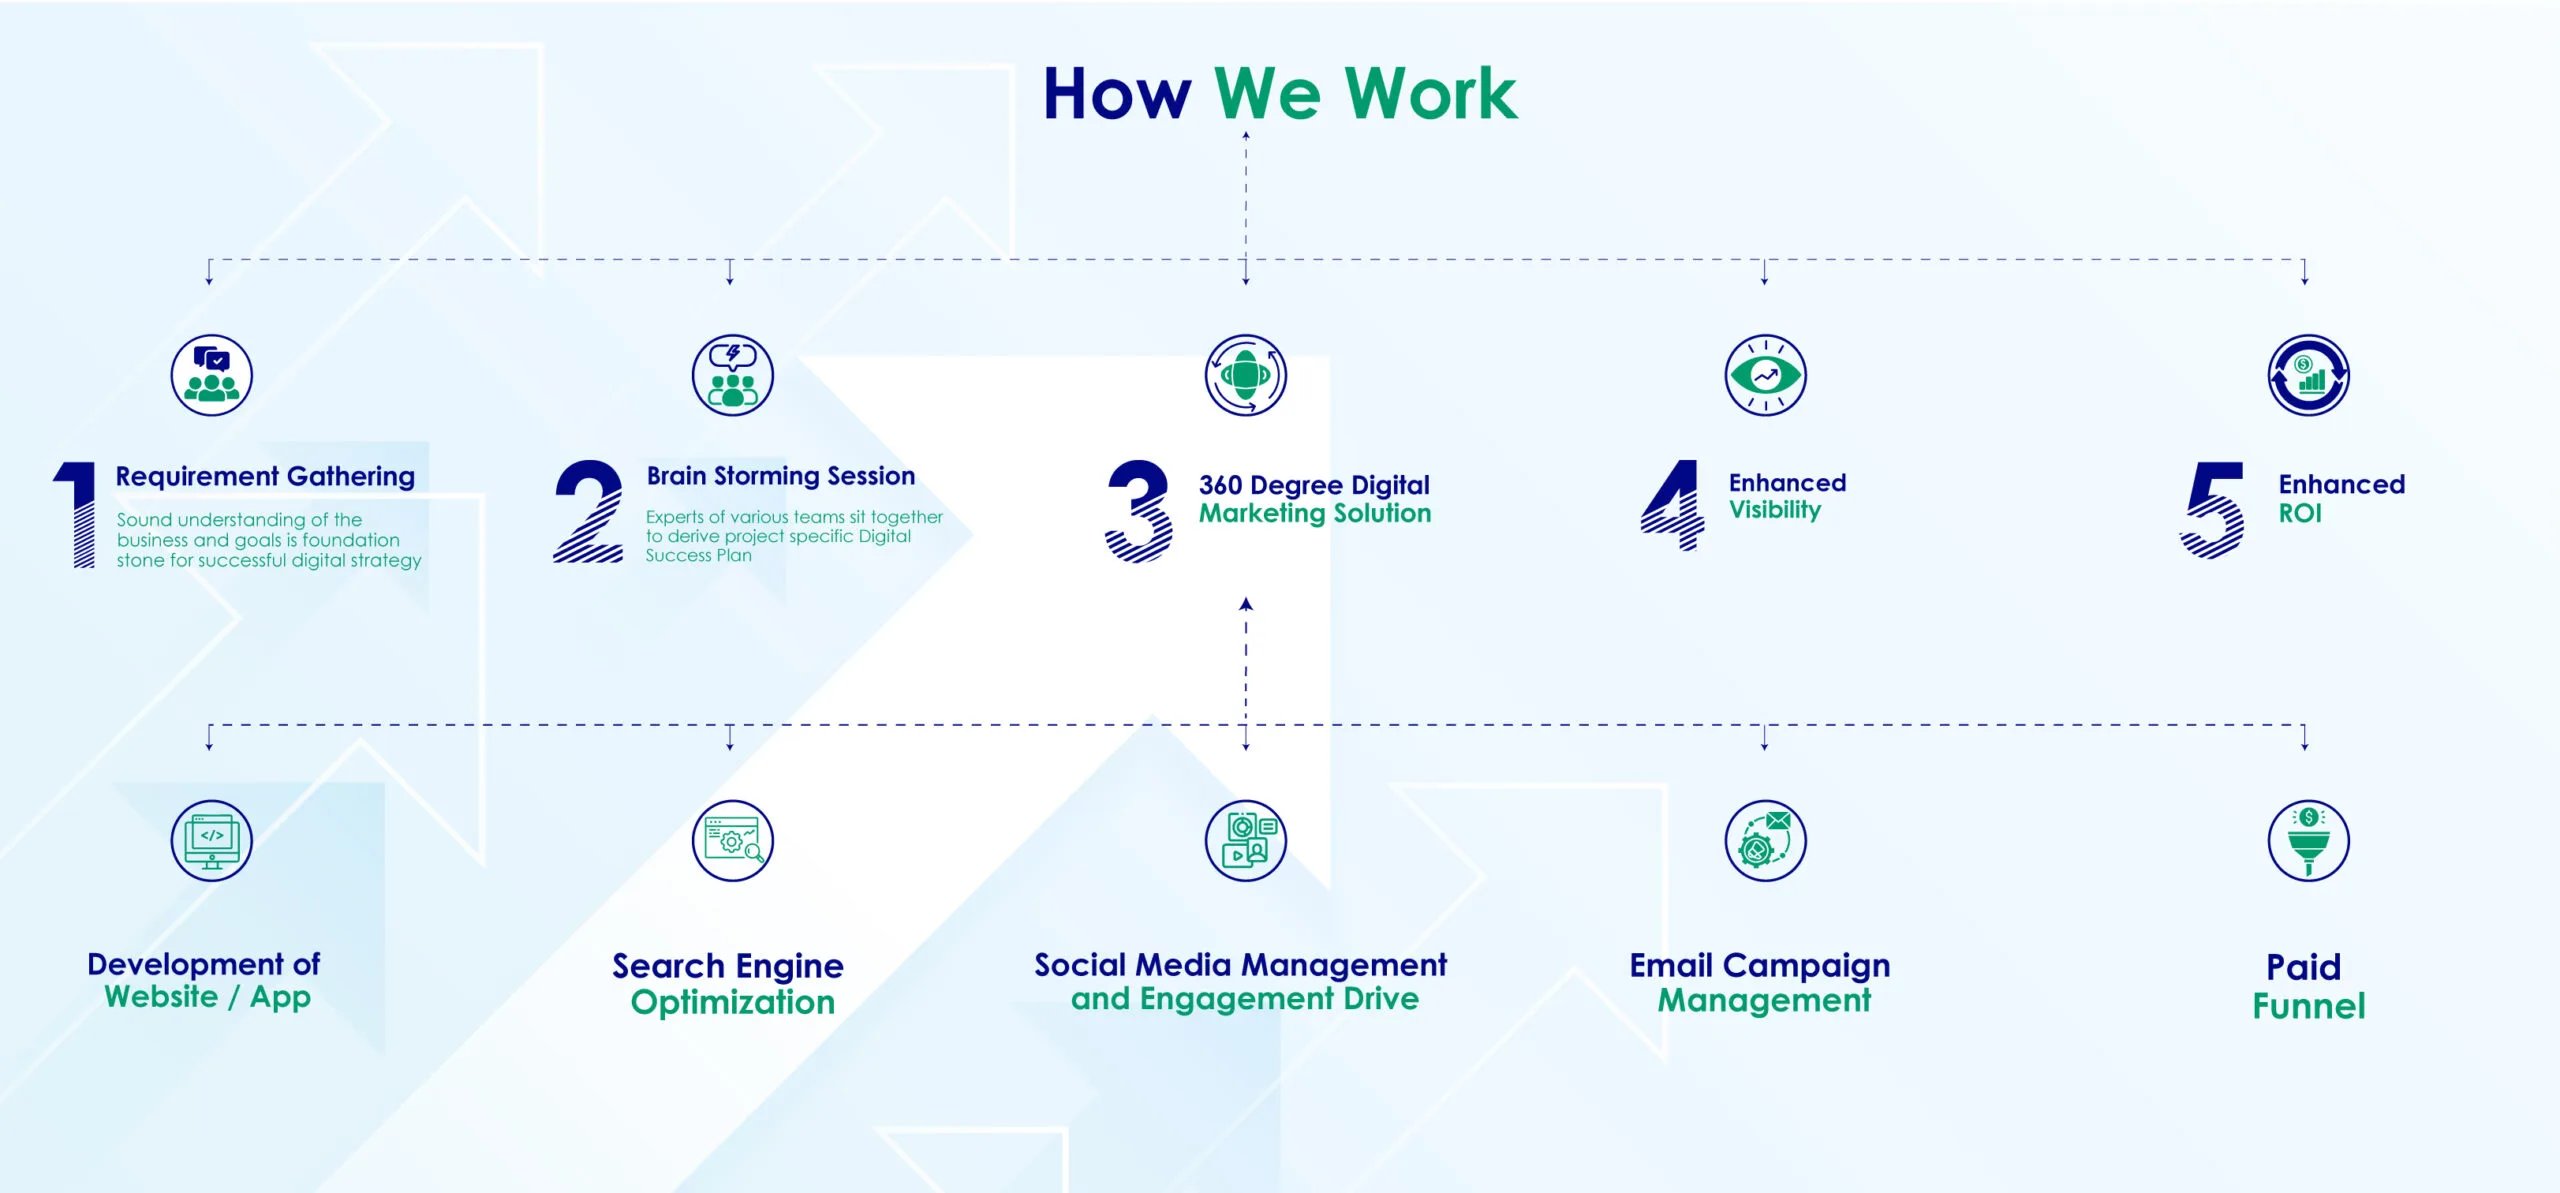 How We Work
1
Requirement Gathering
Sound understanding of the
business and goals is foundation
stone for successful digital strategy
2
Brain Storming Session
Experts of various teams sit together
to derive project specific Digital
Success Plan
3
360 Degree Digital
Marketing Solution
4
Enhanced
Visibility
5
Enhanced
ROI
Development of
Website / App
Search Engine
Optimization
Social Media Management
and Engagement Drive
Email Campaign
Management
Paid
Funnel